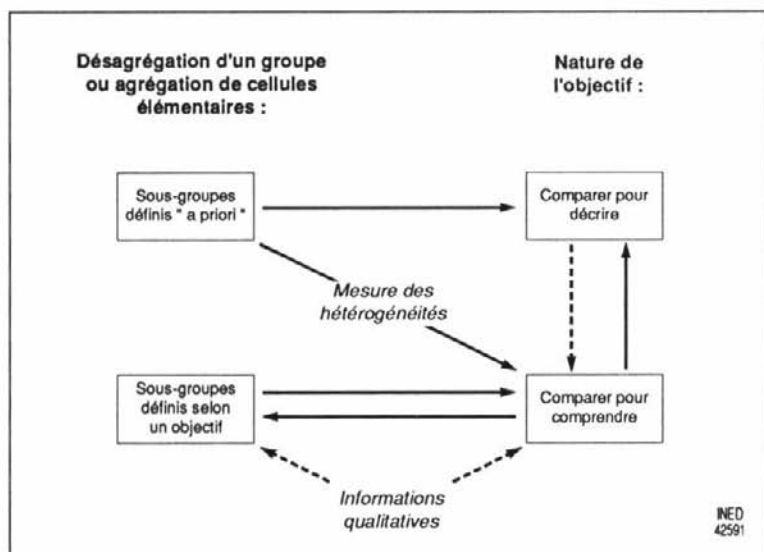 Désagrégation d'un groupe
ou agrégation de cellules
élémentaires :
Nature de
l'objectif :
Sous-groupes
définis " a priori "
Comparer pour
décrire
Mesure des
hétérogénéités
Sous-groupes
définis selon
un objectif
Comparer pour
comprendre
Informations
qualitatives
INED
42591